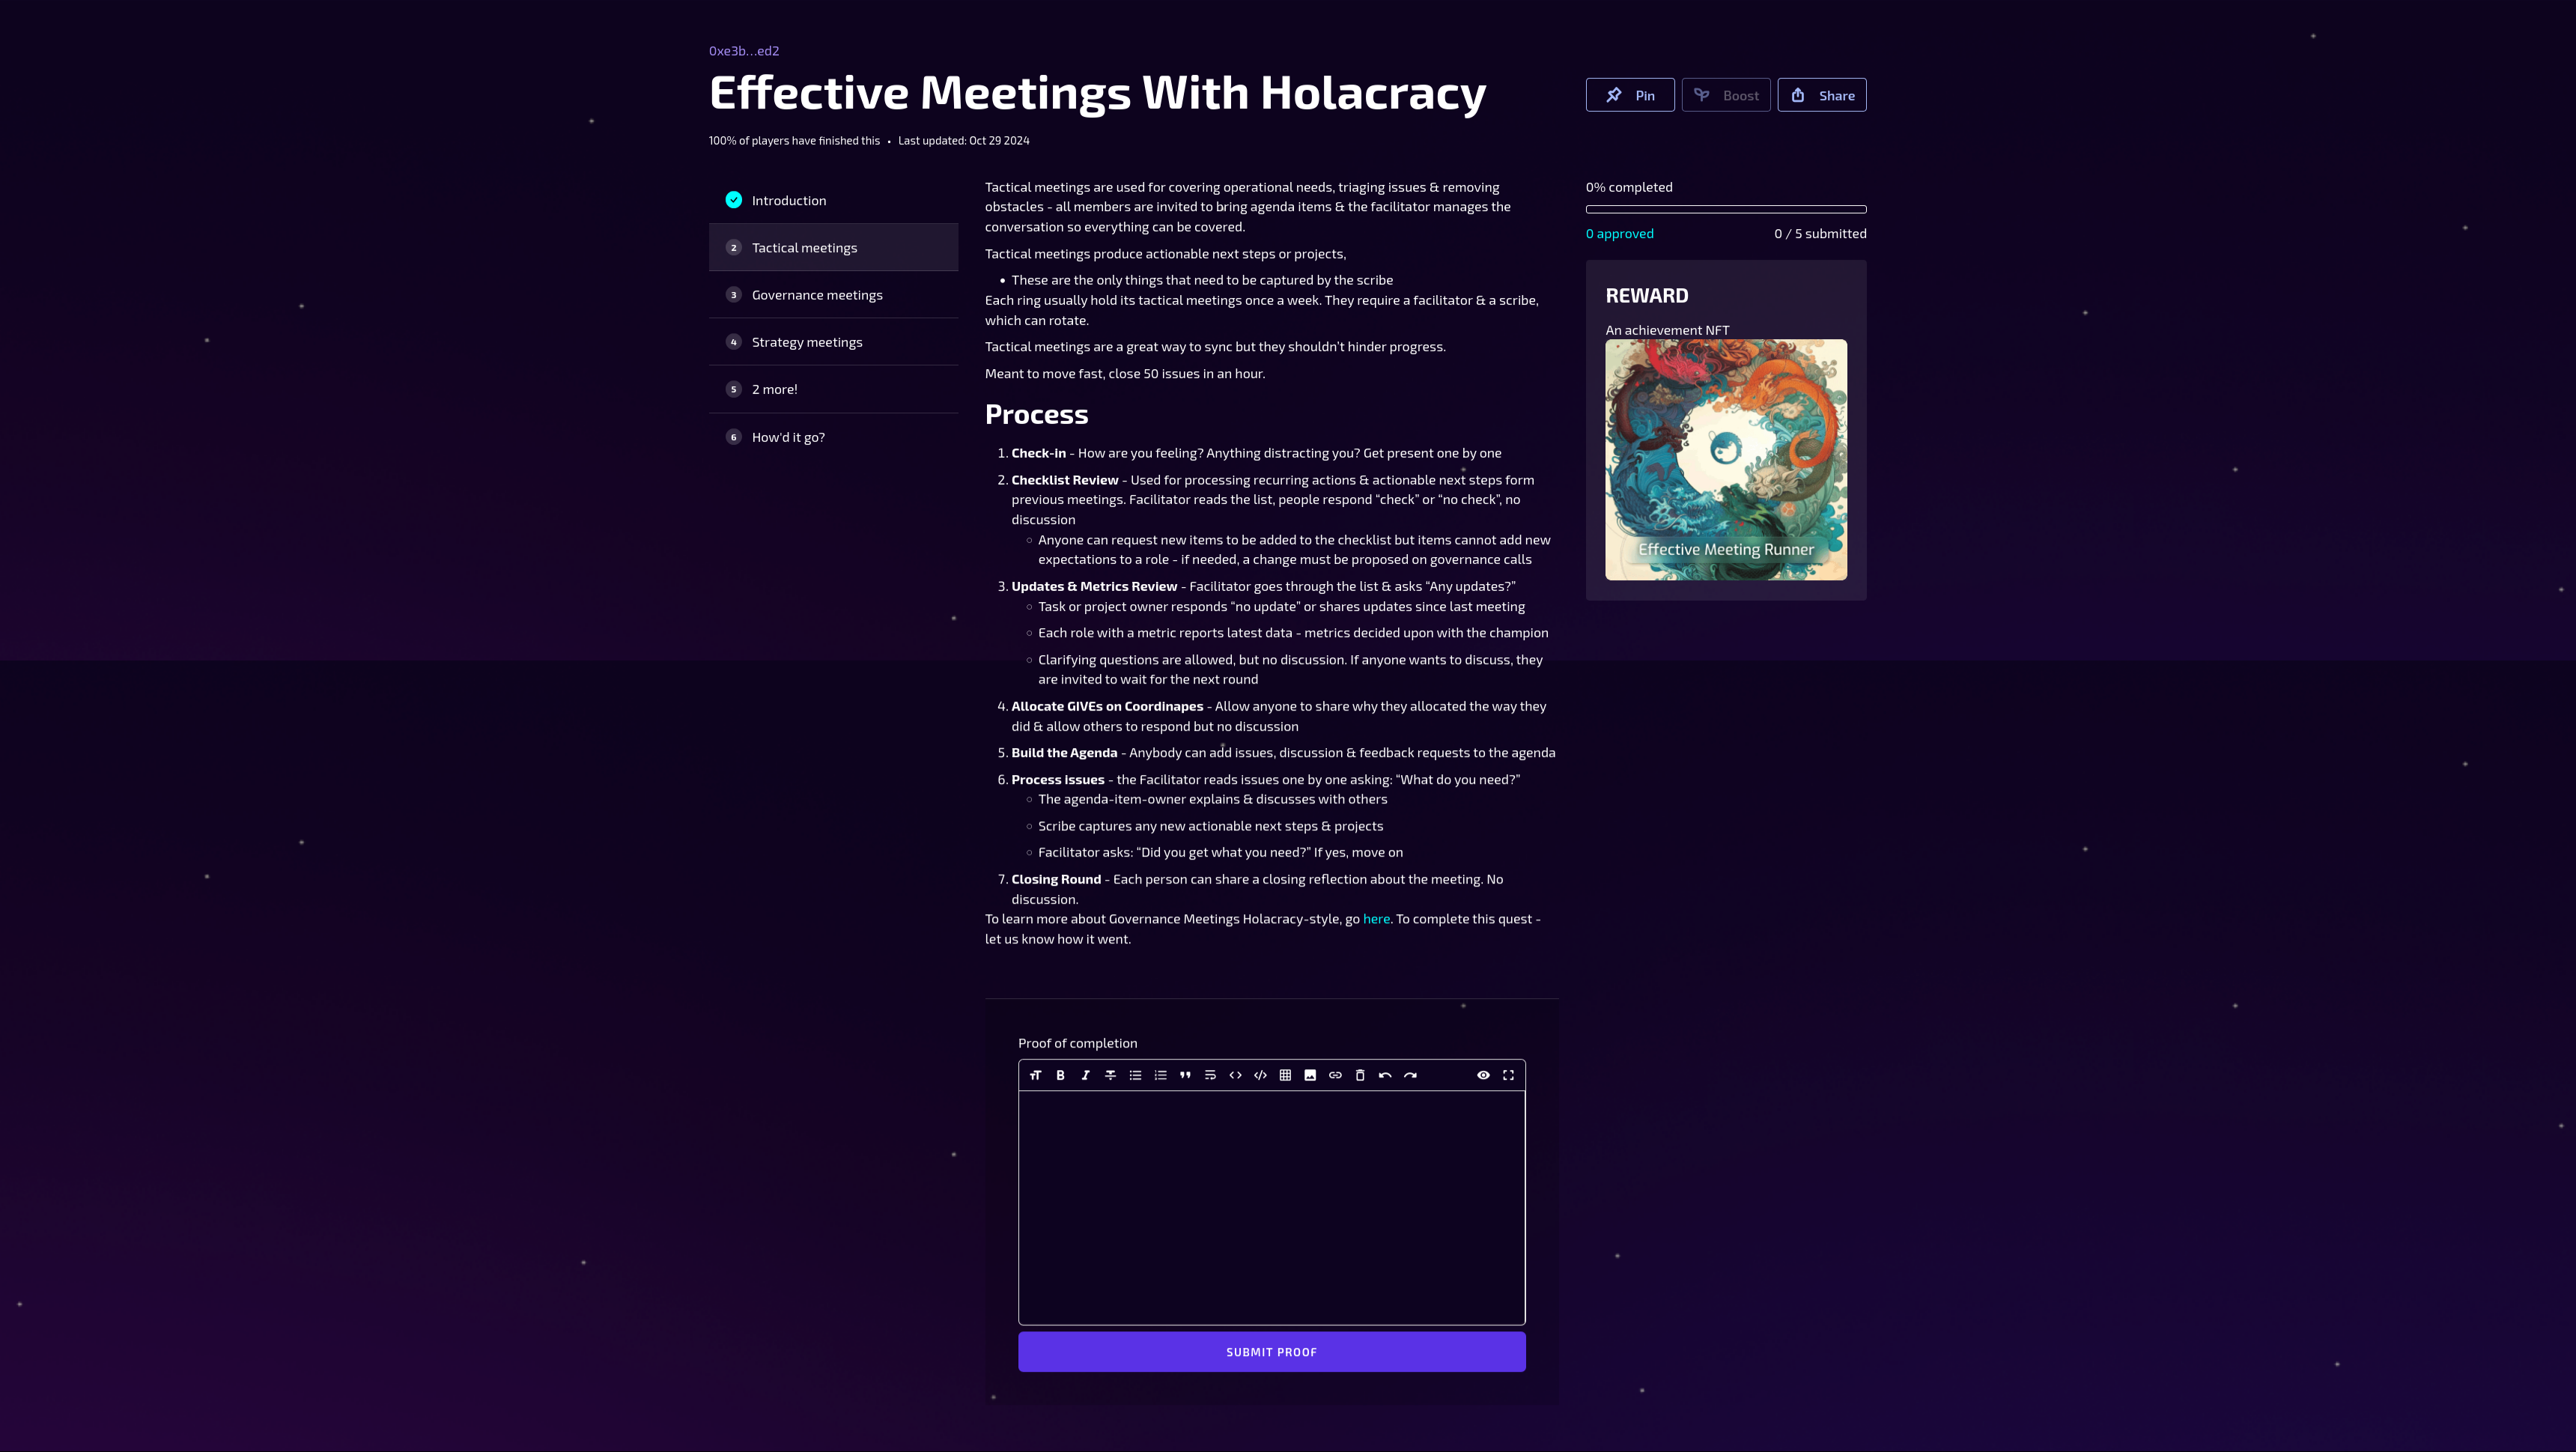 0xe3b...ed2
Effective Meetings With Holacracy
100% of players have finished this • Last updated: Oct 29 2024
Pin
Boost
Share
Introduction
2 Tactical meetings
3 Governance meetings
4 Strategy meetings
5 2 more!
6 How'd it go?
Tactical meetings are used for covering operational needs, triaging issues & removing
obstacles - all members are invited to bring agenda items & the facilitator manages the
conversation so everything can be covered.
Tactical meetings produce actionable next steps or projects,
• These are the only things that need to be captured by the scribe
Each ring usually hold its tactical meetings once a week. They require a facilitator & a scribe,
which can rotate.
Tactical meetings are a great way to sync but they shouldn't hinder progress.
Meant to move fast, close 50 issues in an hour.
Process
1. Check-in - How are you feeling? Anything distracting you? Get present one by one
2. Checklist Review - Used for processing recurring actions & actionable next steps form
previous meetings. Facilitator reads the list, people respond “check” or “no check”, no
discussion
◦ Anyone can request new items to be added to the checklist but items cannot add new
expectations to a role - if needed, a change must be proposed on governance calls
3. Updates & Metrics Review - Facilitator goes through the list & asks “Any updates?”
◦ Task or project owner responds “no update” or shares updates since last meeting
◦ Each role with a metric reports latest data - metrics decided upon with the champion
◦ Clarifying questions are allowed, but no discussion. If anyone wants to discuss, they
are invited to wait for the next round
4. Allocate GIVEs on Coordinapes - Allow anyone to share why they allocated the way they
did & allow others to respond but no discussion
5. Build the Agenda - Anybody can add issues, discussion & feedback requests to the agenda
6. Process issues - the Facilitator reads issues one by one asking: “What do you need?”
◦ The agenda-item-owner explains & discusses with others
◦ Scribe captures any new actionable next steps & projects
◦ Facilitator asks: “Did you get what you need?” If yes, move on
7. Closing Round - Each person can share a closing reflection about the meeting. No
discussion.
To learn more about Governance Meetings Holacracy-style, go here. To complete this quest -
let us know how it went.
0% completed
0 approved
0 / 5 submitted
REWARD
An achievement NFT
Effective Meeting Runner
Proof of completion
SUBMIT PROOF